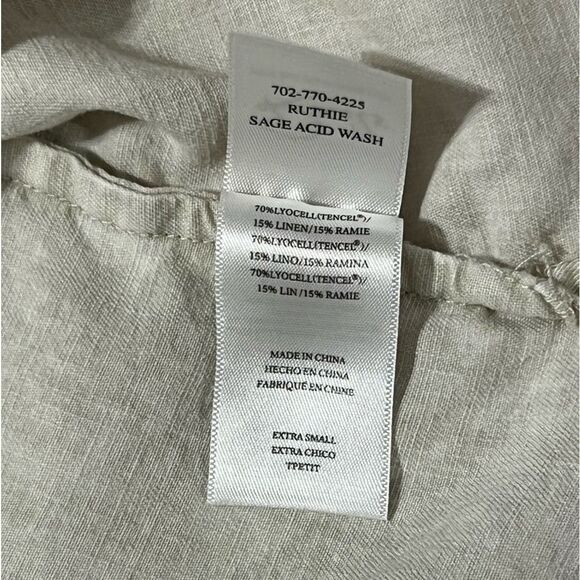 702-770-4225
RUTHIE
SAGE ACID WASH
70%LYOCELL(TENCEL®)/
15% LINEN/15% RAMIE
70%LYOCELL(TENCEL®)/
15% LINO/15% RAMINA
70%LYOCELL(TENCEL®)/
15% LIN/15% RAMIE
MADE IN CHINA
HECHO EN CHINA
FABRIQUÉ EN CHINE
EXTRA SMALL
EXTRA CHICO
TPETIT